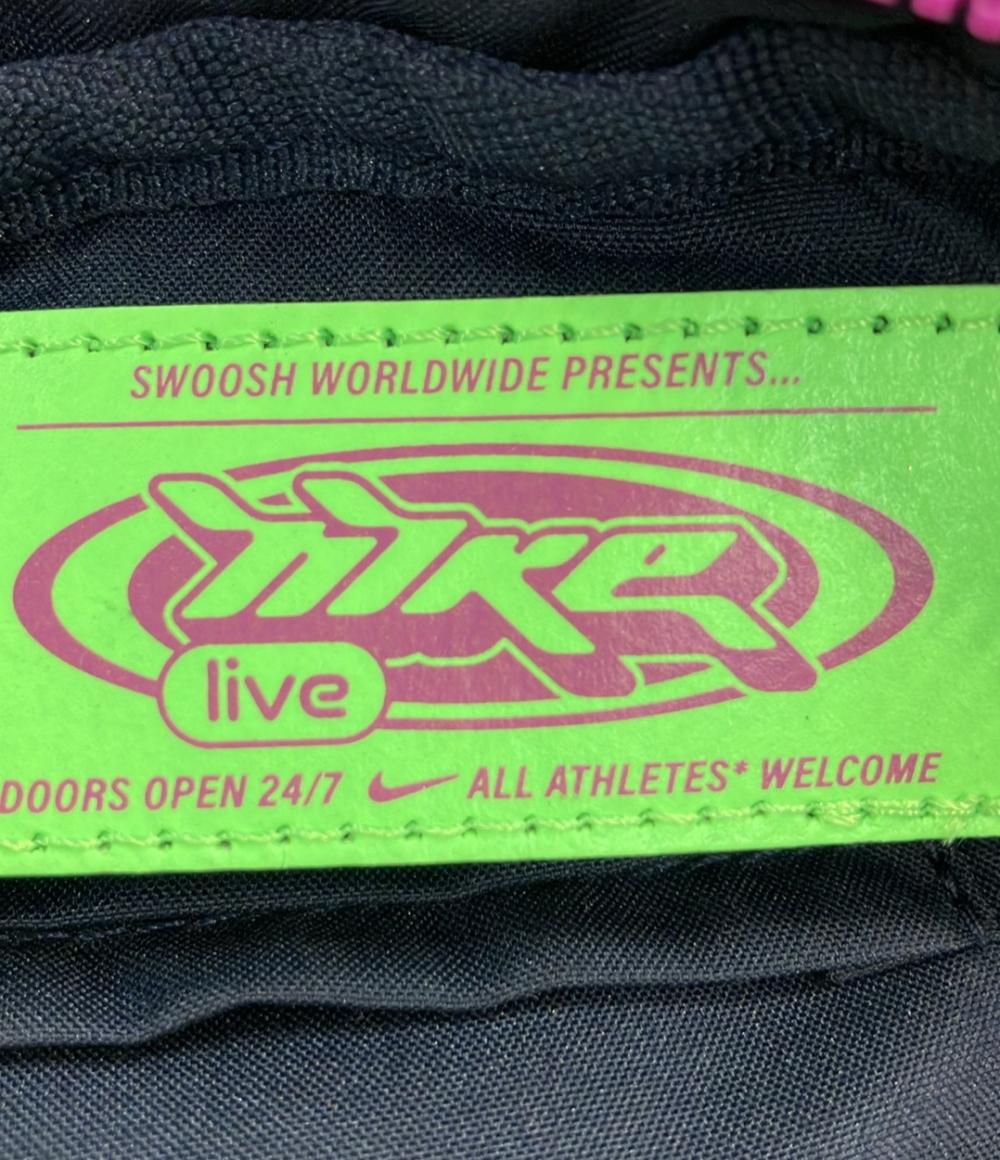 SWOOSH WORLDWIDE PRESENTS...
nike
live
DOORS OPEN 24/7 ALL ATHLETES* WELCOME